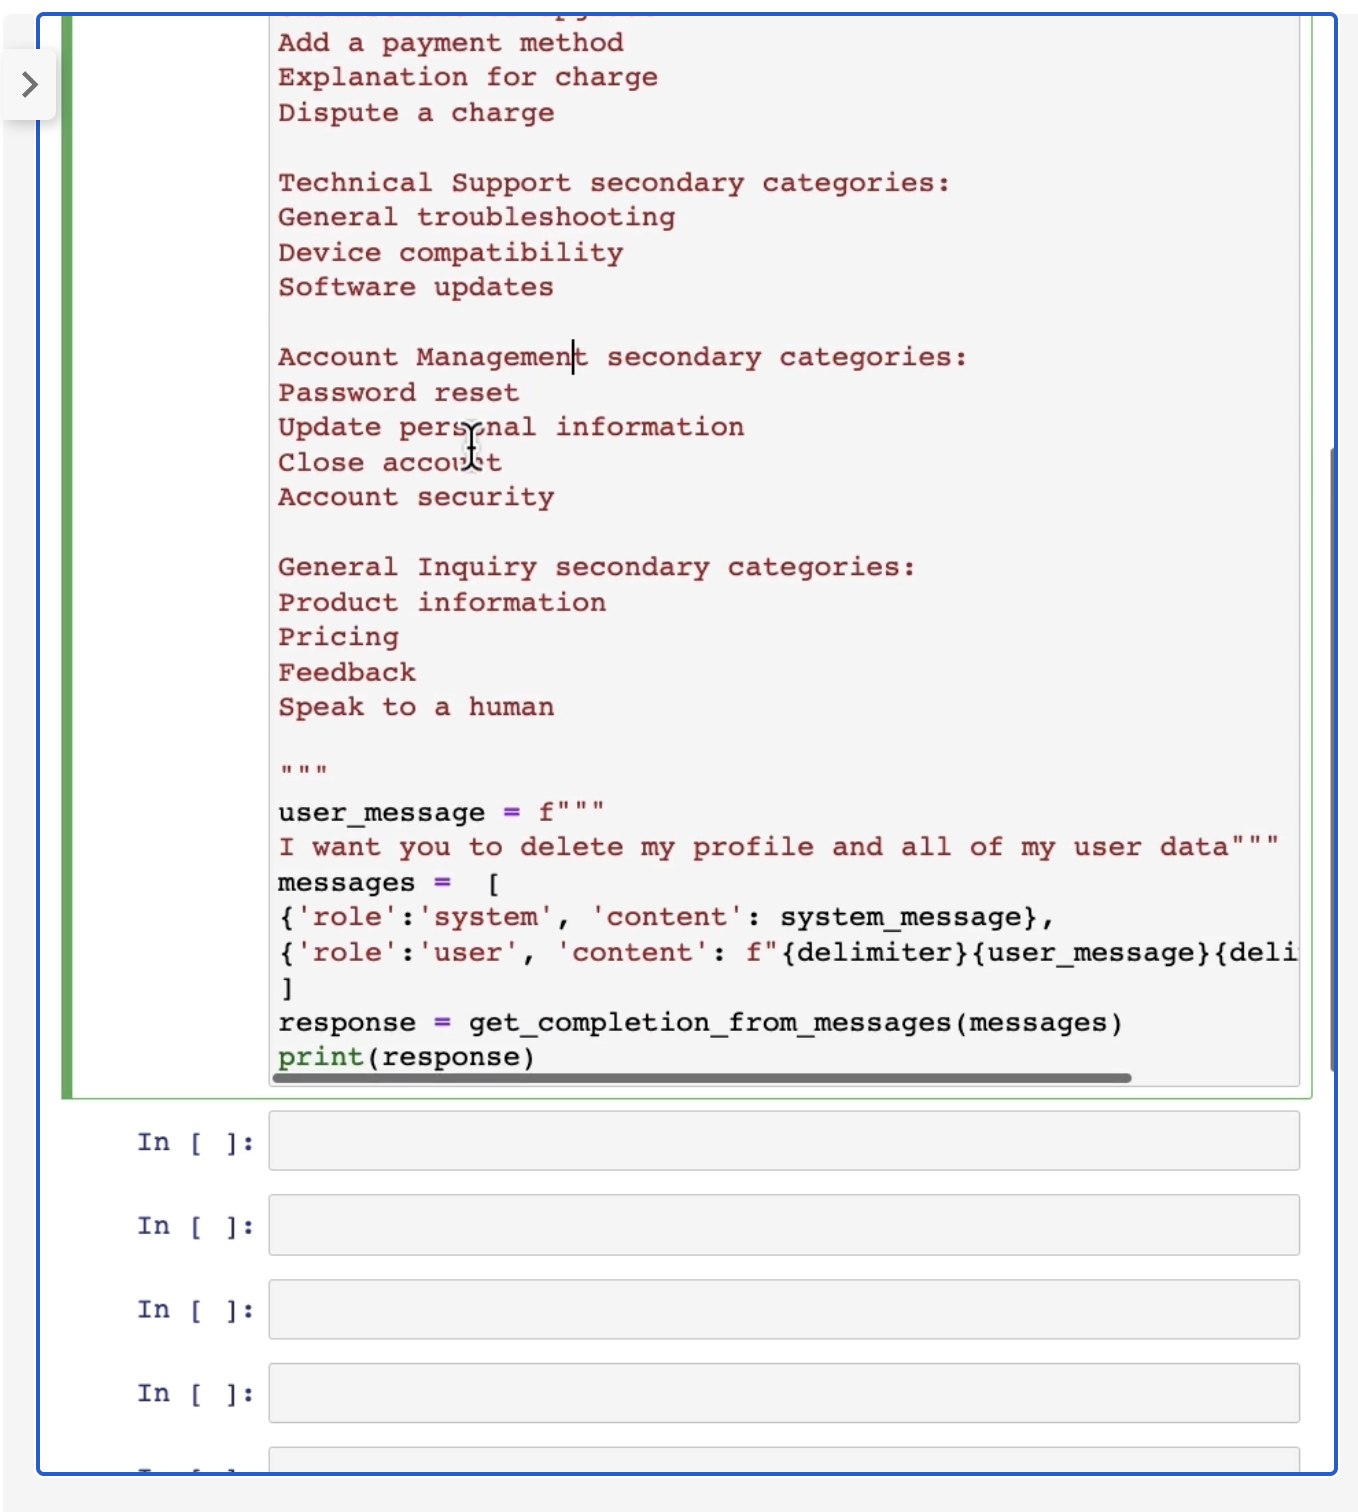 Add a payment method
Explanation for charge
Dispute a charge
Technical Support secondary categories:
General troubleshooting
Device compatibility
Software updates
Account Management secondary categories:
Password reset
Update personal information
Close account
Account security
General Inquiry secondary categories:
Product information
Pricing
Feedback
Speak to a human
"""
user_message = f"""
I want you to delete my profile and all of my user data"""
messages =  [
{'role':'system', 'content': system_message},
{'role':'user', 'content': f"{delimiter}{user_message}{deli
]
response = get_completion_from_messages(messages)
print(response)
In [ ]:
In [ ]:
In [ ]:
In [ ]: